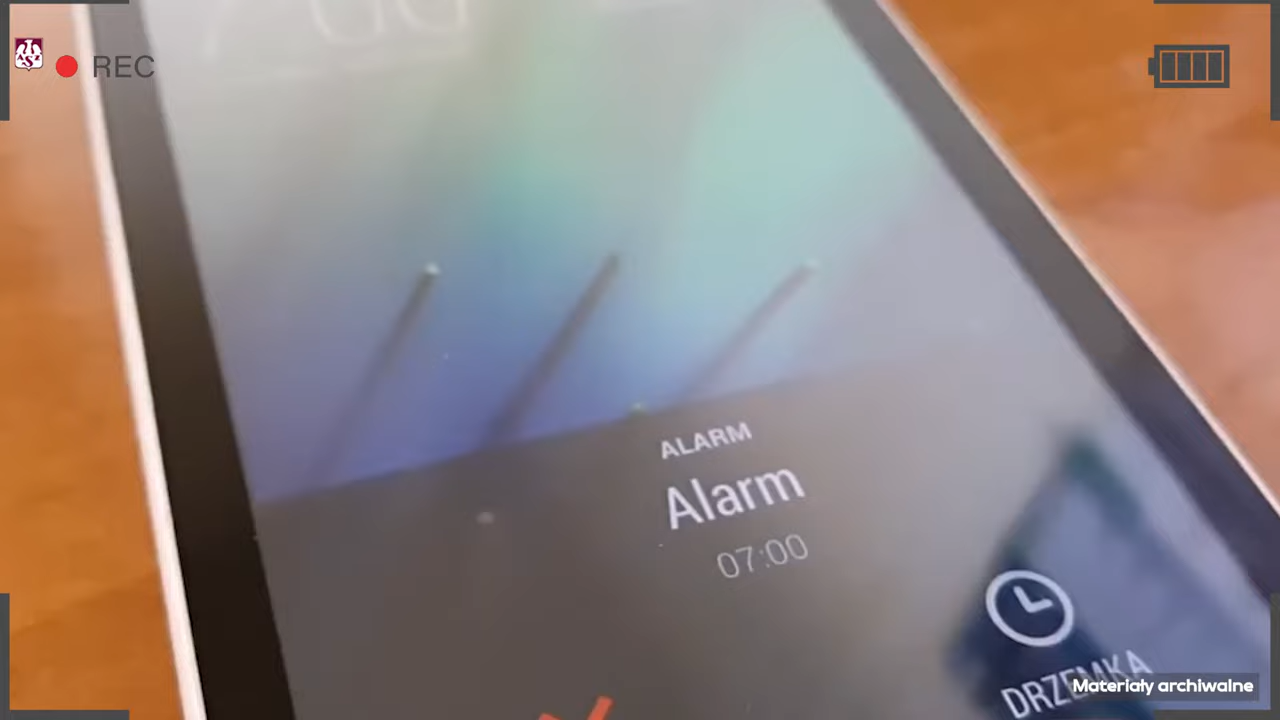 REC
ALARM
Alarm
07:00
DRZEMKA
Materiały archiwalne